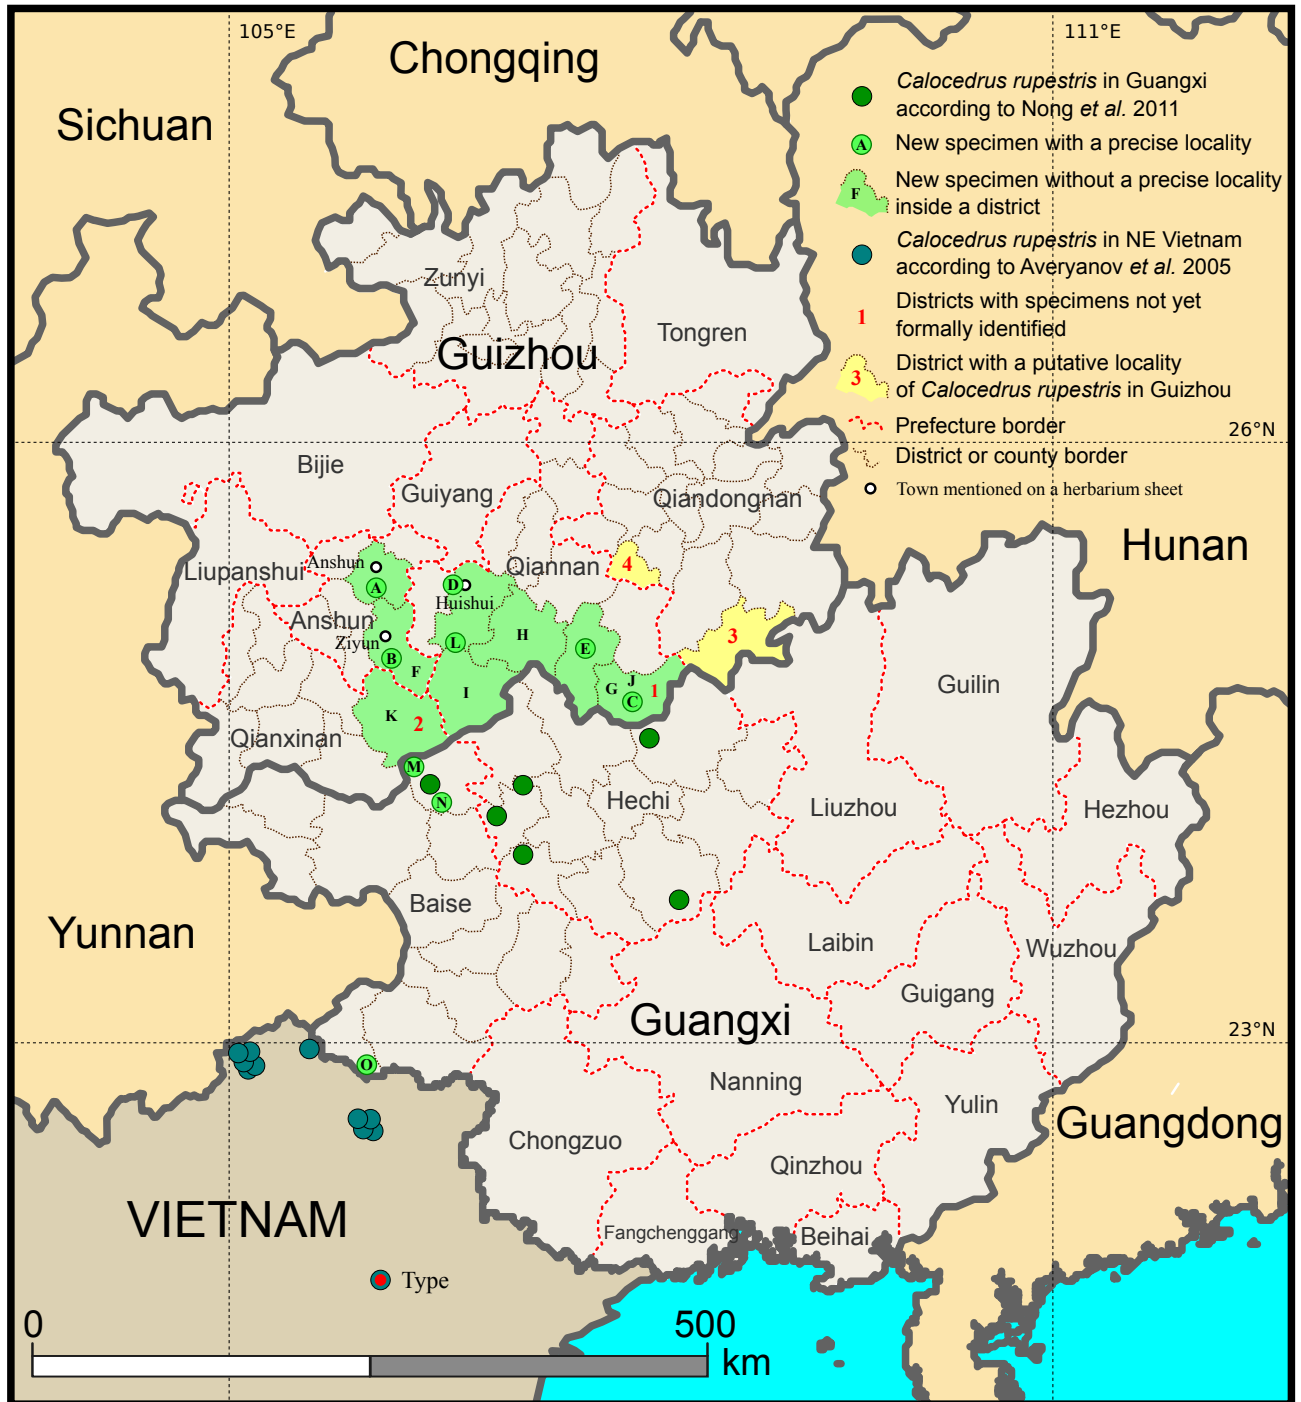 105°E
111°E
Chongqing
Sichuan
Calocedrus rupestris in Guangxi
according to Nong et al. 2011
A
New specimen with a precise locality
F
New specimen without a precise locality
inside a district
Calocedrus rupestris in NE Vietnam
according to Averyanov et al. 2005
1
Districts with specimens not yet
formally identified
3
District with a putative locality
of Calocedrus rupestris in Guizhou
Prefecture border
District or county border
Town mentioned on a herbarium sheet
26°N
Zunyi
Tongren
Guizhou
Bijie
Guiyang
Qiandongnan
Hunan
Liupanshui
Anshun
Qiannan
4
A
D
Huishui
Anshun
Ziyun
B
L
H
E
3
F
I
G
J
C
1
K
2
Guilin
Qianxinan
M
N
Hechi
Liuzhou
Hezhou
Baise
Yunnan
Laibin
Wuzhou
Guigang
Guangxi
23°N
O
Nanning
Yulin
Guangdong
Chongzuo
Qinzhou
VIETNAM
Fangchenggang
Beihai
Type
0
500
km